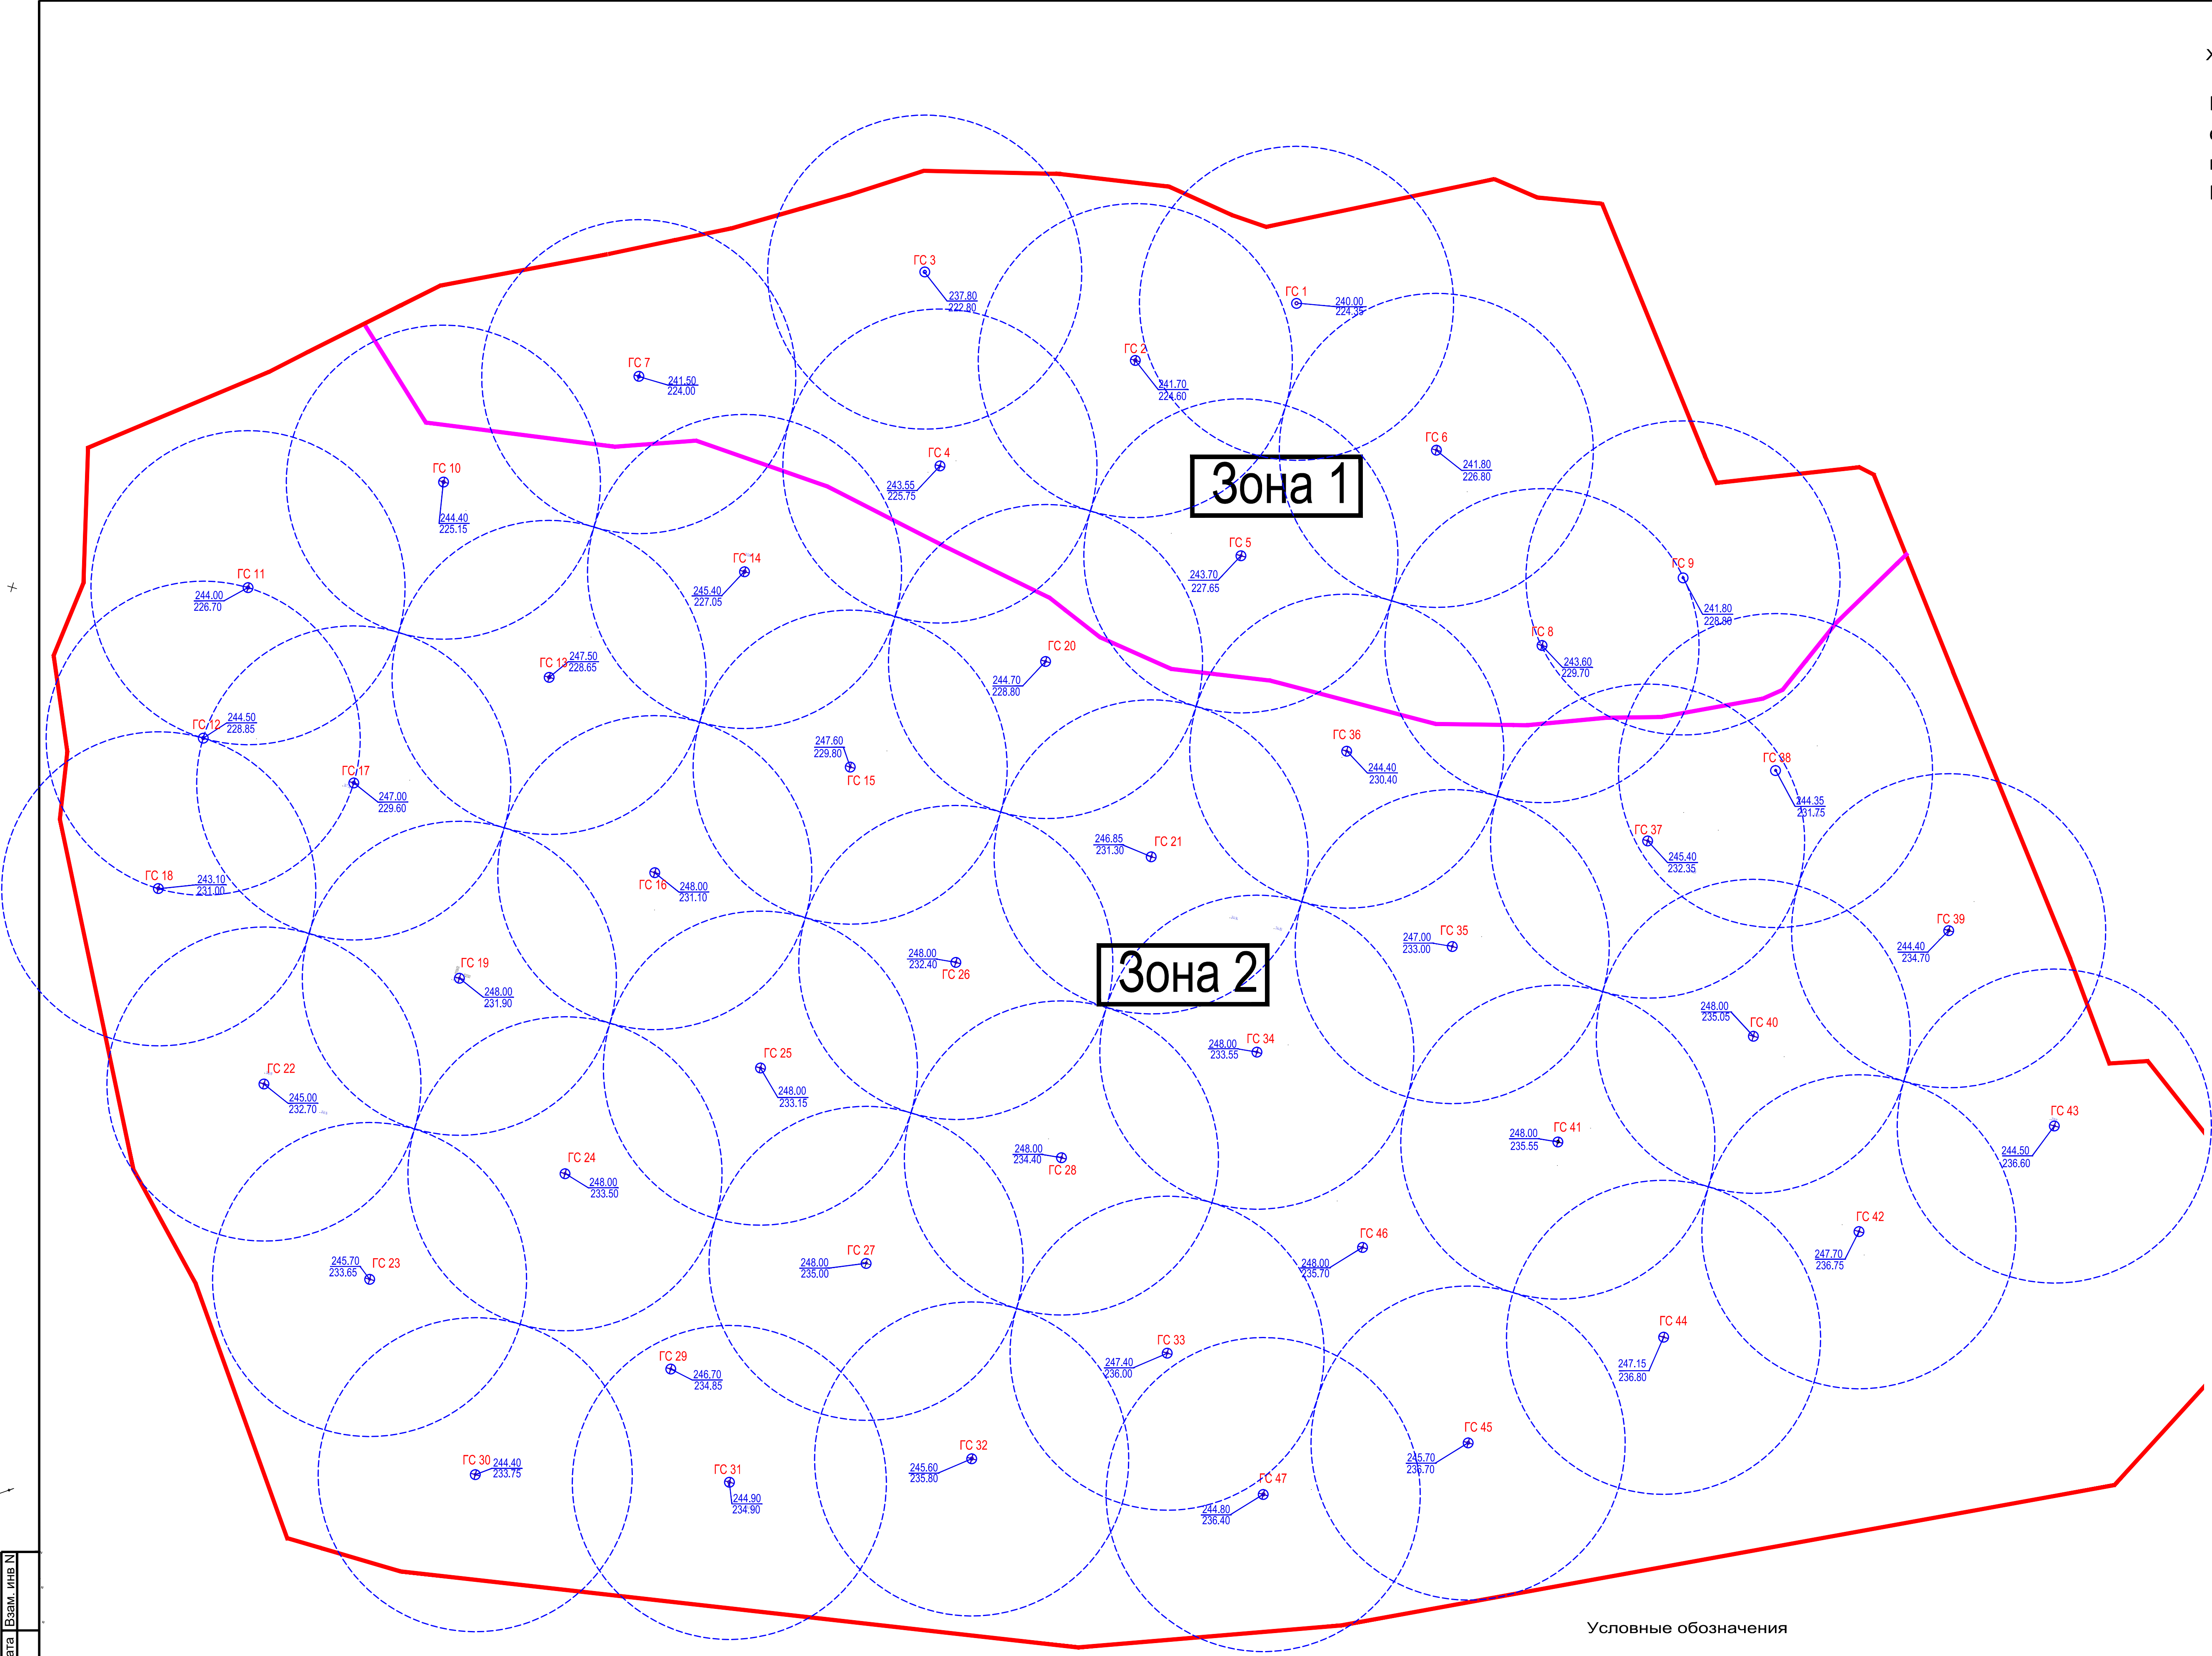 ГС 3
237.80
222.80
ГС 1
240.00
224.35
ГС 2
241.70
224.60
ГС 7
241.50
224.00
ГС 6
241.80
226.80
ГС 4
243.55
225.75
Зона 1
ГС 10
244.40
225.15
ГС 5
243.70
227.65
ГС 14
245.40
227.05
ГС 9
241.80
228.80
ГС 11
244.00
226.70
ГС 8
243.60
229.70
ГС 20
244.70
228.80
ГС 13
247.50
228.65
ГС 12
244.50
228.85
ГС 36
244.40
230.40
247.60
229.80
ГС 15
ГС 38
244.35
231.75
ГС 17
247.00
229.60
ГС 37
245.40
232.35
246.85
231.30
ГС 21
ГС 18
243.10
231.00
ГС 16
248.00
231.10
ГС 39
244.40
234.70
247.00
233.00
ГС 35
248.00
232.40
ГС 26
Зона 2
ГС 19
248.00
231.90
248.00
235.05
ГС 40
248.00
233.55
ГС 34
ГС 25
248.00
233.15
ГС 22
245.00
232.70
ГС 43
244.50
236.60
248.00
235.55
ГС 41
248.00
234.40
ГС 28
ГС 24
248.00
233.50
ГС 42
247.70
236.75
ГС 46
248.00
235.70
ГС 27
248.00
235.00
245.70
233.65
ГС 23
ГС 44
247.15
236.80
ГС 33
247.40
236.00
ГС 29
246.70
234.85
ГС 45
245.70
236.70
ГС 32
245.60
235.80
ГС 30
244.40
233.75
ГС 31
244.90
234.90
ГС 47
244.80
236.40
Взам. инв N
ата
Условные обозначения